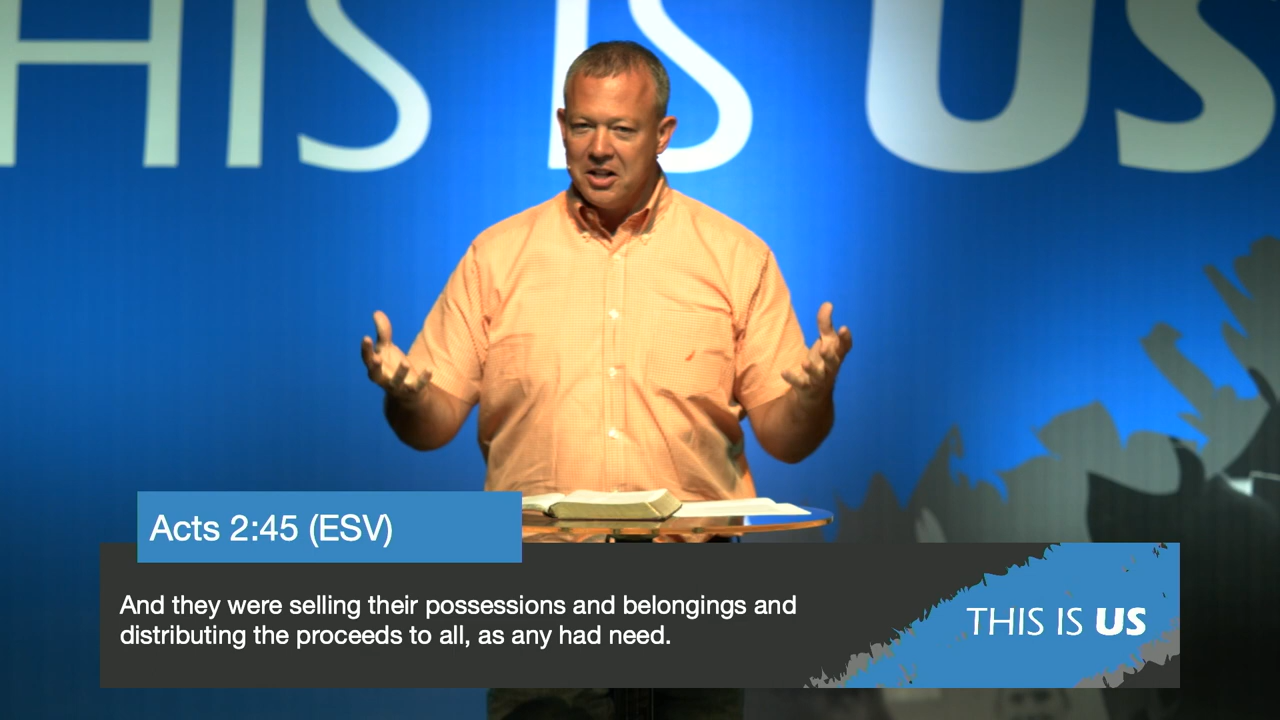 THIS IS US
Acts 2:45 (ESV)
And they were selling their possessions and belongings and
distributing the proceeds to all, as any had need.
THIS IS US